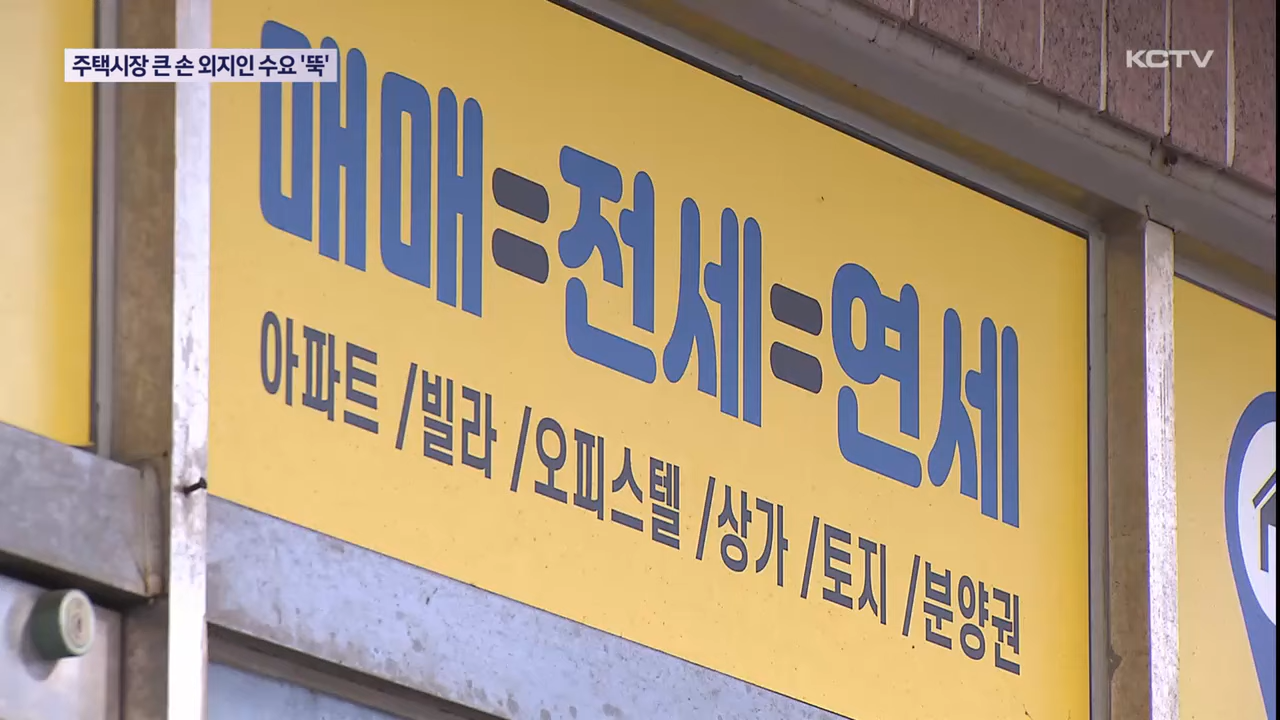 주택시장 큰 손 외지인 수요 '뚝'
KCTV
매매=전세=연세
아파트 /빌라 /오피스텔 /상가 /토지 /분양권